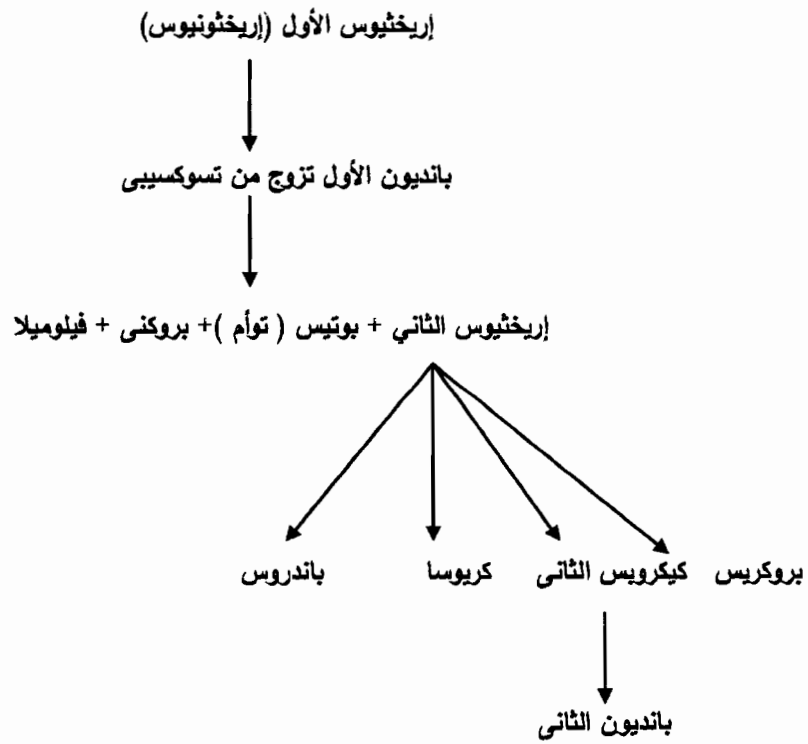 إريخثيوس الأول (إريخثونيوس)
بانديون الأول تزوج من تسوكسيبى
إريخثيوس الثاني + بوتيس ( توأم )+ بروكنى + فيلوميلا
بروكريس كيكروبس الثانى كريوسا باندروس
بانديون الثانى